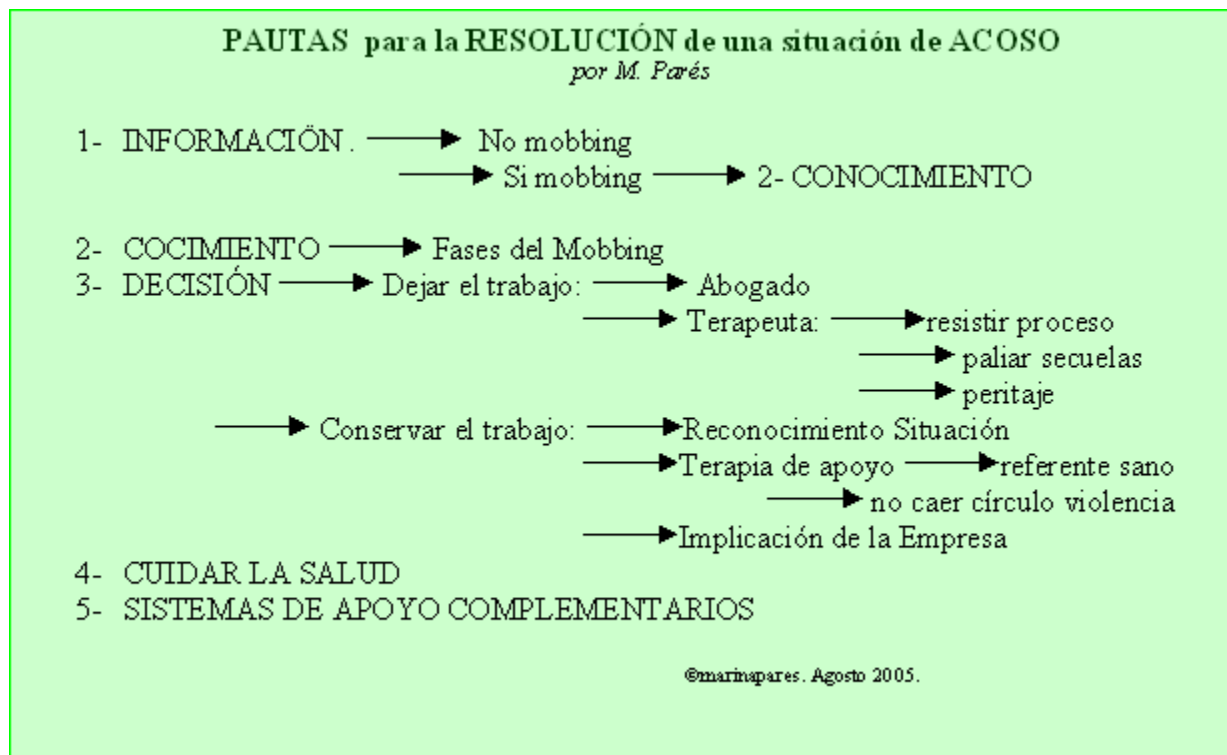 PAUTAS para la RESOLUCIÓN de una situación de ACOSO
por M. Parés
1- INFORMACIÖN . → No mobbing
→ Si mobbing → 2- CONOCIMIENTO
2- COCIMIENTO → Fases del Mobbing
3- DECISIÓN → Dejar el trabajo: → Abogado
→ Terapeuta: → resistir proceso
→ paliar secuelas
→ peritaje
→ Conservar el trabajo: → Reconocimiento Situación
→ Terapia de apoyo → referente sano
→ no caer círculo violencia
→ Implicación de la Empresa
4- CUIDAR LA SALUD
5- SISTEMAS DE APOYO COMPLEMENTARIOS
©marinapares. Agosto 2005.